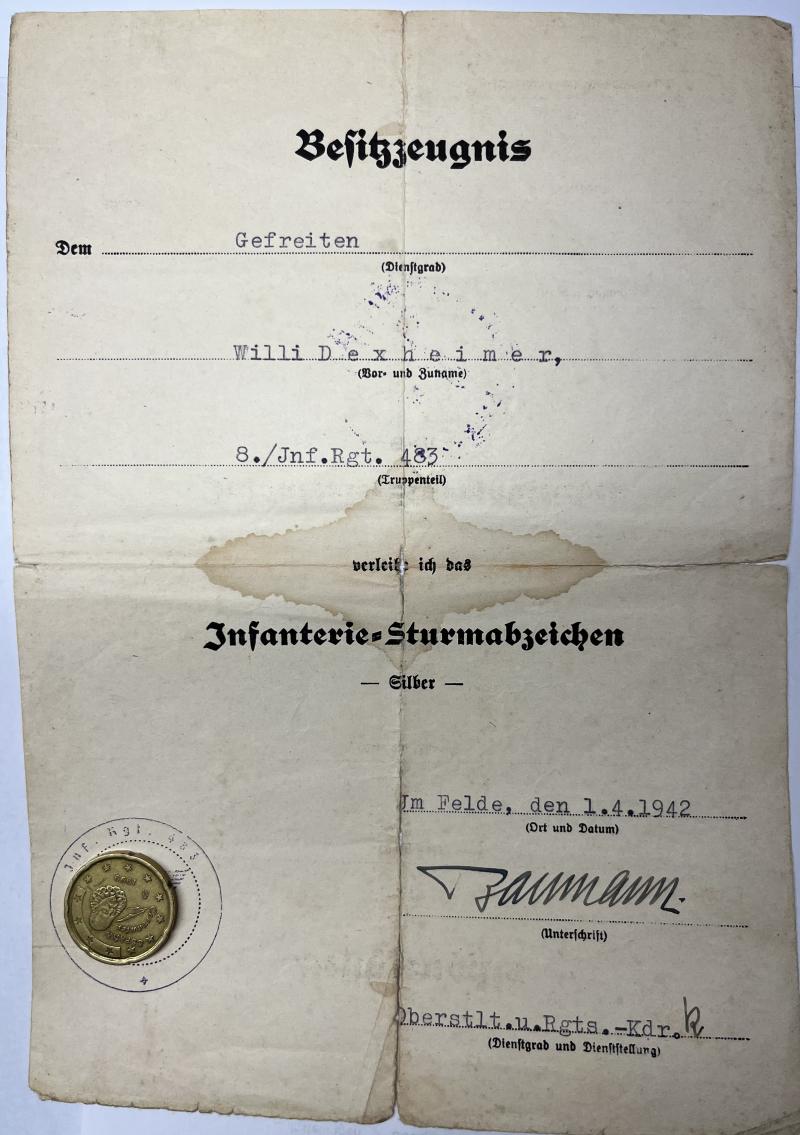 Besitzzeugnis
Dem Gefreiten
(Dienstgrad)
Willi Dexheimer,
(Vor- und Zuname)
8./Jnf.Rgt. 483
(Truppenteil)
verleihe ich das
Infanterie=Sturmabzeichen
— Silber —
Jm Felde, den 1.4.1942
(Ort und Datum)
Jnf. Rgt. 483
Baumann.
(Unterschrift)
Oberstlt.u.Rgts.-Kdr.
(Dienstgrad und Dienststellung)